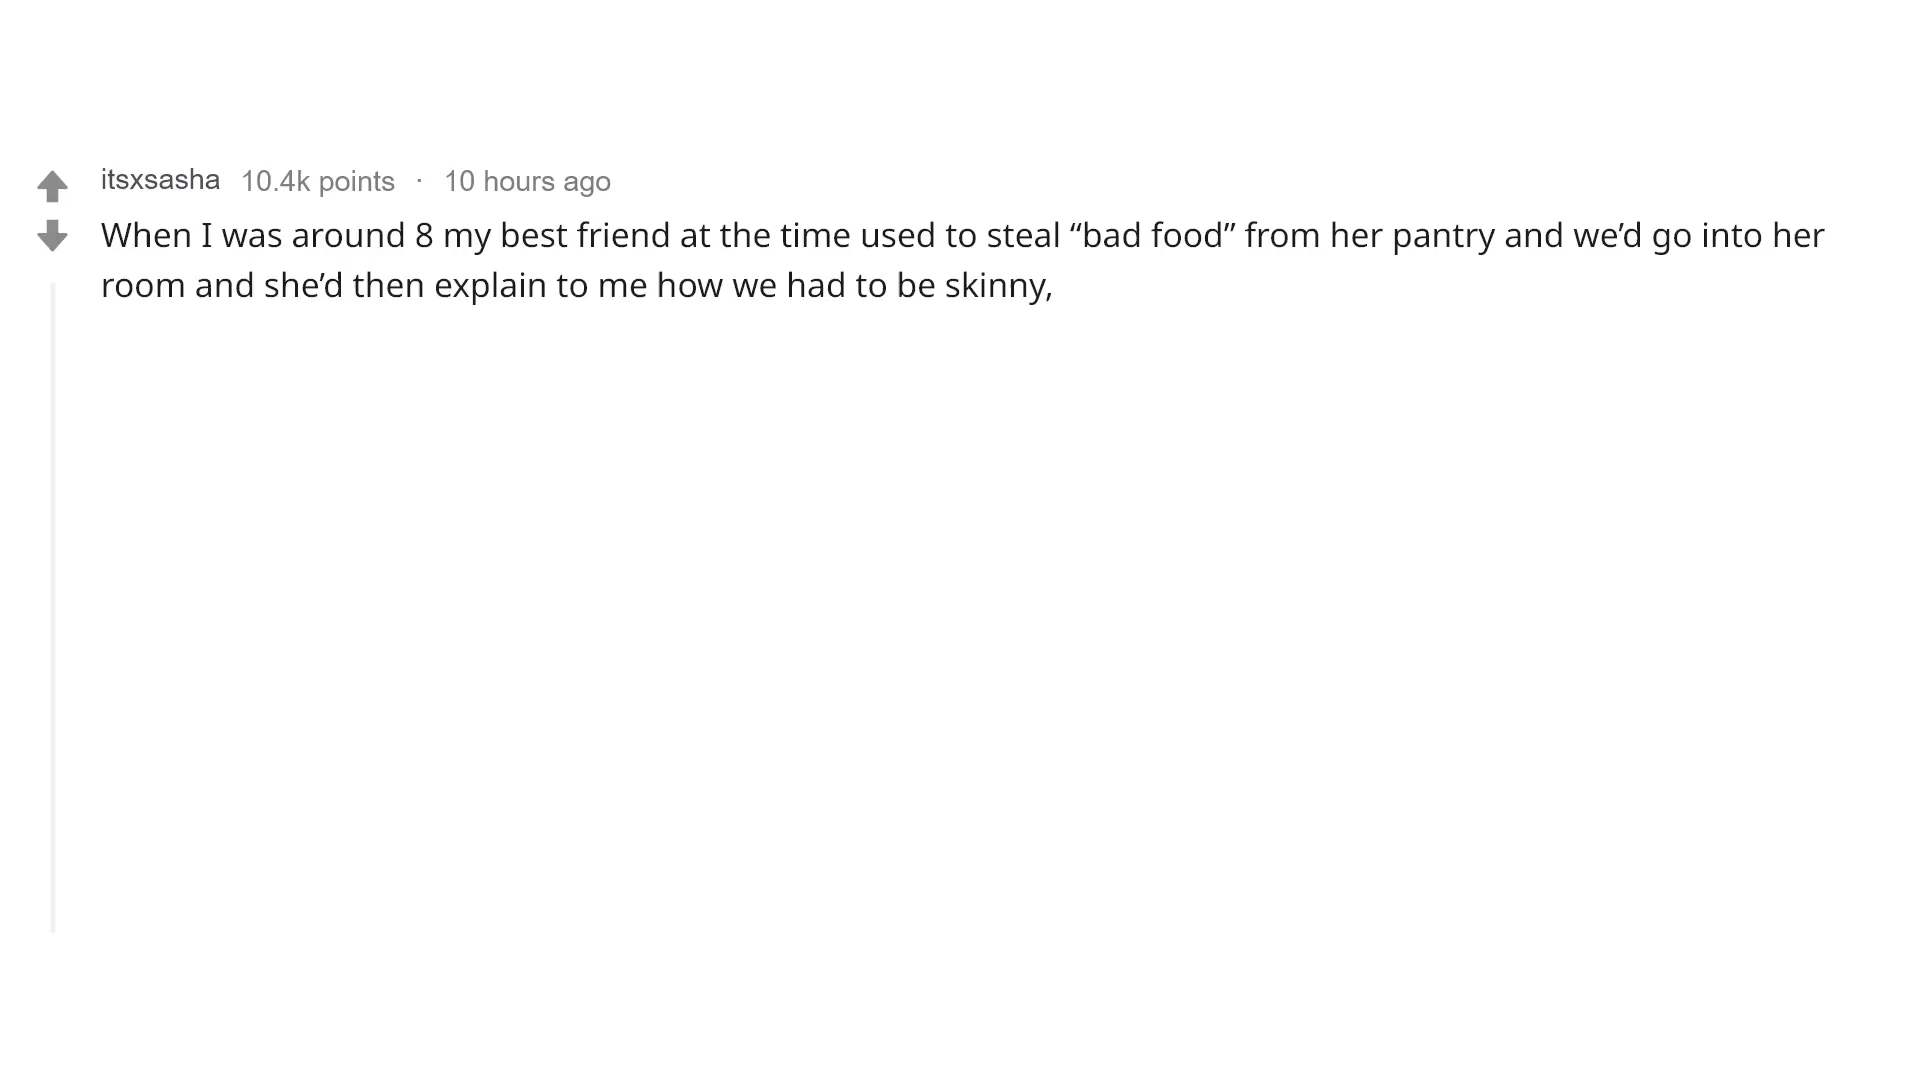 itsxsasha 10.4k points · 10 hours ago
When I was around 8 my best friend at the time used to steal “bad food” from her pantry and we’d go into her
room and she’d then explain to me how we had to be skinny,